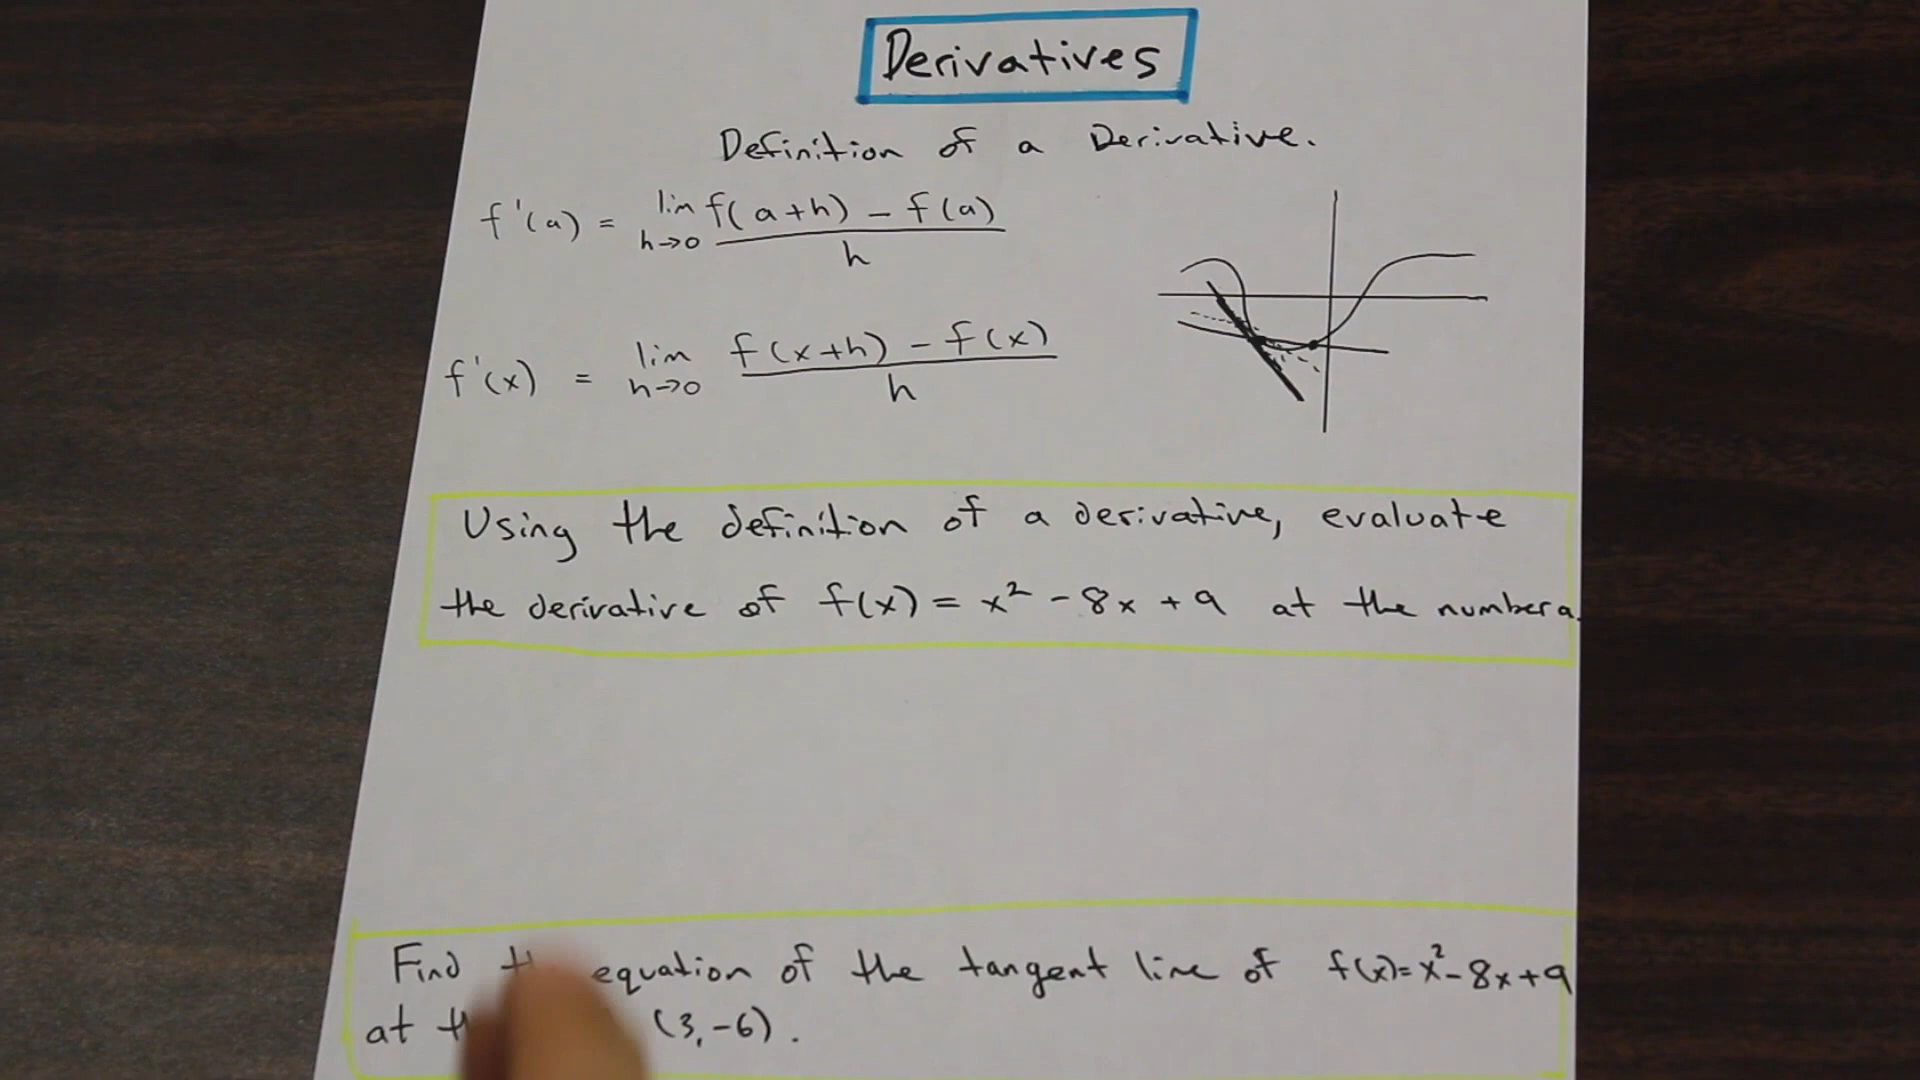 Derivatives
Definition of a Derivative.
f'(a) = lim h→0 f(a+h) - f(a) / h
f'(x) = lim h→0 f(x+h) - f(x) / h
Using the definition of a derivative, evaluate
the derivative of f(x) = x² - 8x + 9 at the number a.
Find equation of the tangent line of f(x)=x²-8x+9
at (3,-6).